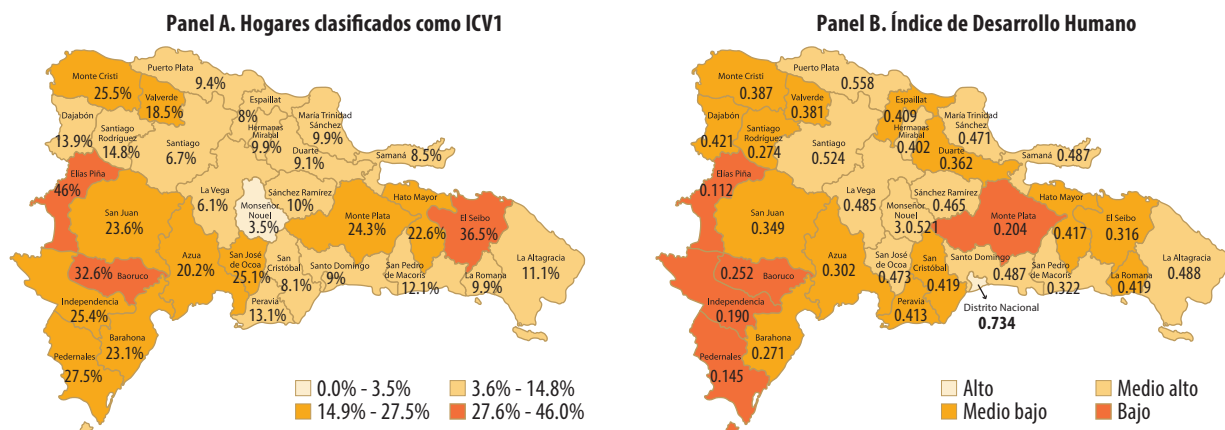 Panel A. Hogares clasificados como ICV1
Monte Cristi
25.5%
Puerto Plata
9.4%
Valverde
18.5%
Espaillat
8%
María Trinidad
Sánchez
9.9%
Dajabón
13.9%
Santiago
Rodríguez
14.8%
Santiago
6.7%
Hermanas
Mirabal
9.9%
Duarte
9.1%
Samaná 8.5%
Elías Piña
46%
La Vega
6.1%
Monseñor
Nouel
3.5%
Sánchez Ramírez
10%
Hato Mayor
22.6%
San Juan
23.6%
Monte Plata
24.3%
El Seibo
36.5%
Azua
20.2%
San José
de Ocoa
25.1%
San
Cristóbal
8.1%
Santo Domingo
9%
San Pedro
de Macorís
12.1%
La Romana
9.9%
La Altagracia
11.1%
32.6% Baoruco
Peravia
13.1%
Independencia
25.4%
Barahona
23.1%
Pedernales
27.5%
0.0% - 3.5%
3.6% - 14.8%
14.9% - 27.5%
27.6% - 46.0%
Panel B. Índice de Desarrollo Humano
Monte Cristi
0.387
Puerto Plata
0.558
Valverde
0.381
Espaillat
0.409
María Trinidad
Sánchez
0.471
Dajabón
0.421
Santiago
Rodríguez
0.274
Santiago
0.524
Hermanas
Mirabal
0.402
Duarte
0.362
Samaná 0.487
Elías Piña
0.112
La Vega
0.485
Monseñor
Nouel
3.0.521
Sánchez Ramírez
0.465
Hato Mayor
0.417
San Juan
0.349
Monte Plata
0.204
El Seibo
0.316
Azua
0.302
San José
de Ocoa
0.473
San
Cristóbal
0.419
Santo Domingo
0.487
San Pedro
de Macorís
0.322
La Romana
0.419
La Altagracia
0.488
0.252
Baoruco
Peravia
0.413
Distrito Nacional
0.734
Independencia
0.190
Barahona
0.271
Pedernales
0.145
Alto
Medio alto
Medio bajo
Bajo